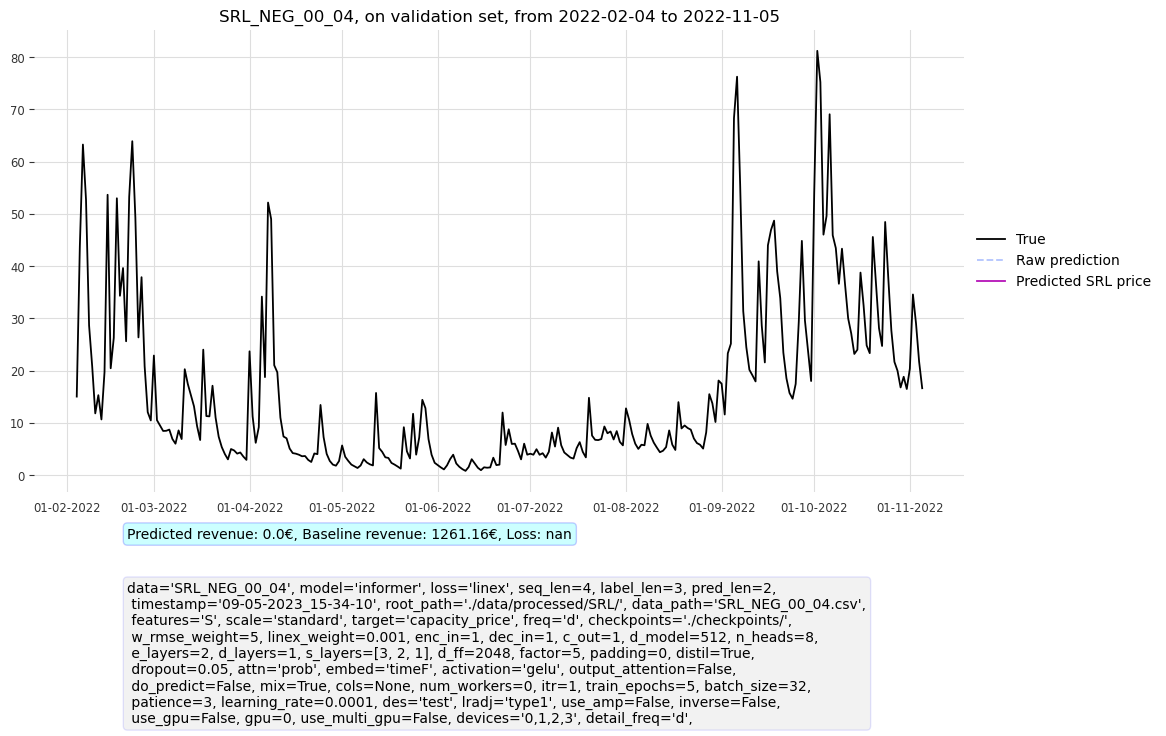 SRL_NEG_00_04, on validation set, from 2022-02-04 to 2022-11-05
80
70
60
50
40
30
20
10
0
01-02-2022 01-03-2022 01-04-2022 01-05-2022 01-06-2022 01-07-2022 01-08-2022 01-09-2022 01-10-2022 01-11-2022
True
Raw prediction
Predicted SRL price
Predicted revenue: 0.0€, Baseline revenue: 1261.16€, Loss: nan
data='SRL_NEG_00_04', model='informer', loss='linex', seq_len=4, label_len=3, pred_len=2,
timestamp='09-05-2023_15-34-10', root_path='./data/processed/SRL/', data_path='SRL_NEG_00_04.csv',
features='S', scale='standard', target='capacity_price', freq='d', checkpoints='./checkpoints/',
w_rmse_weight=5, linex_weight=0.001, enc_in=1, dec_in=1, c_out=1, d_model=512, n_heads=8,
e_layers=2, d_layers=1, s_layers=[3, 2, 1], d_ff=2048, factor=5, padding=0, distil=True,
dropout=0.05, attn='prob', embed='timeF', activation='gelu', output_attention=False,
do_predict=False, mix=True, cols=None, num_workers=0, itr=1, train_epochs=5, batch_size=32,
patience=3, learning_rate=0.0001, des='test', lradj='type1', use_amp=False, inverse=False,
use_gpu=False, gpu=0, use_multi_gpu=False, devices='0,1,2,3', detail_freq='d',